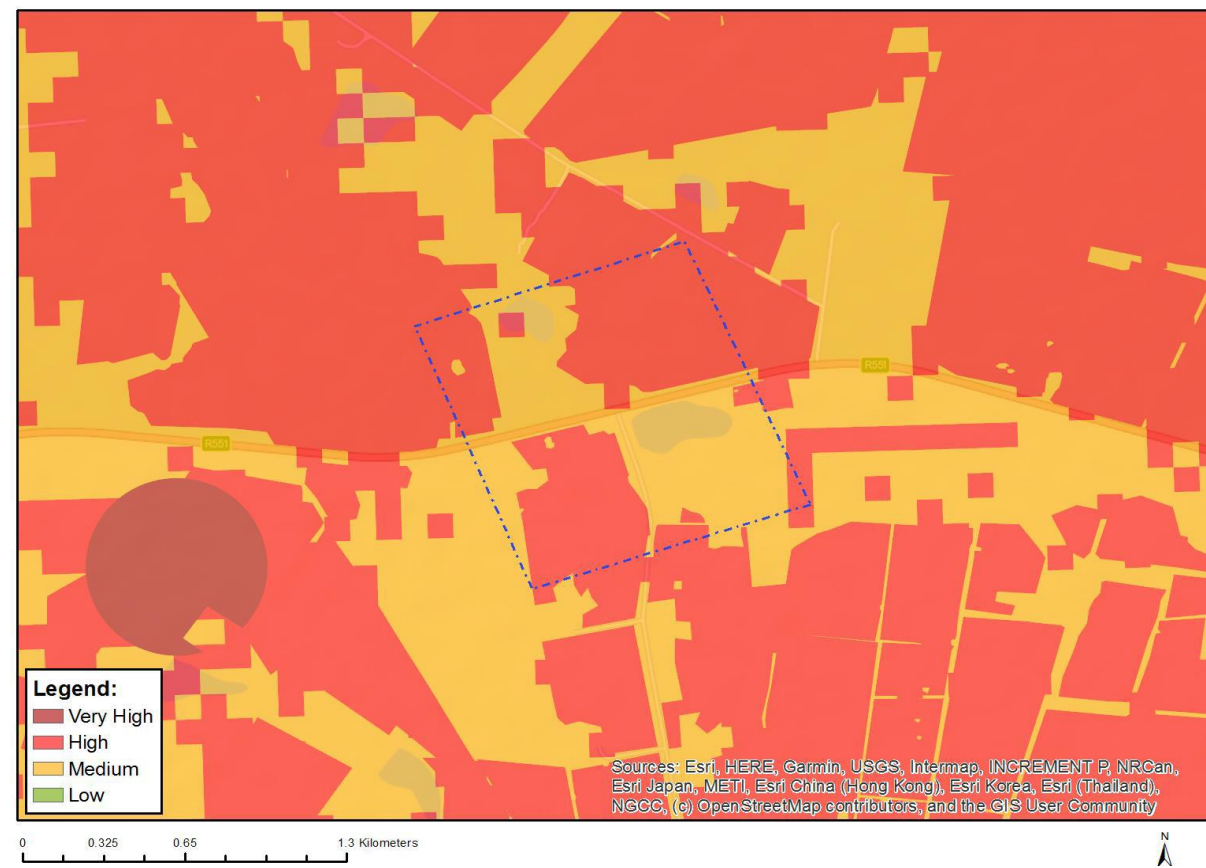 R551
R551
Legend:
Very High
High
Medium
Low
Sources: Esri, HERE, Garmin, USGS, Intermap, INCREMENT P, NRCan,
Esri Japan, METI, Esri China (Hong Kong), Esri Korea, Esri (Thailand),
NGCC, (c) OpenStreetMap contributors, and the GIS User Community
0 0.325 0.65 1.3 Kilometers
N